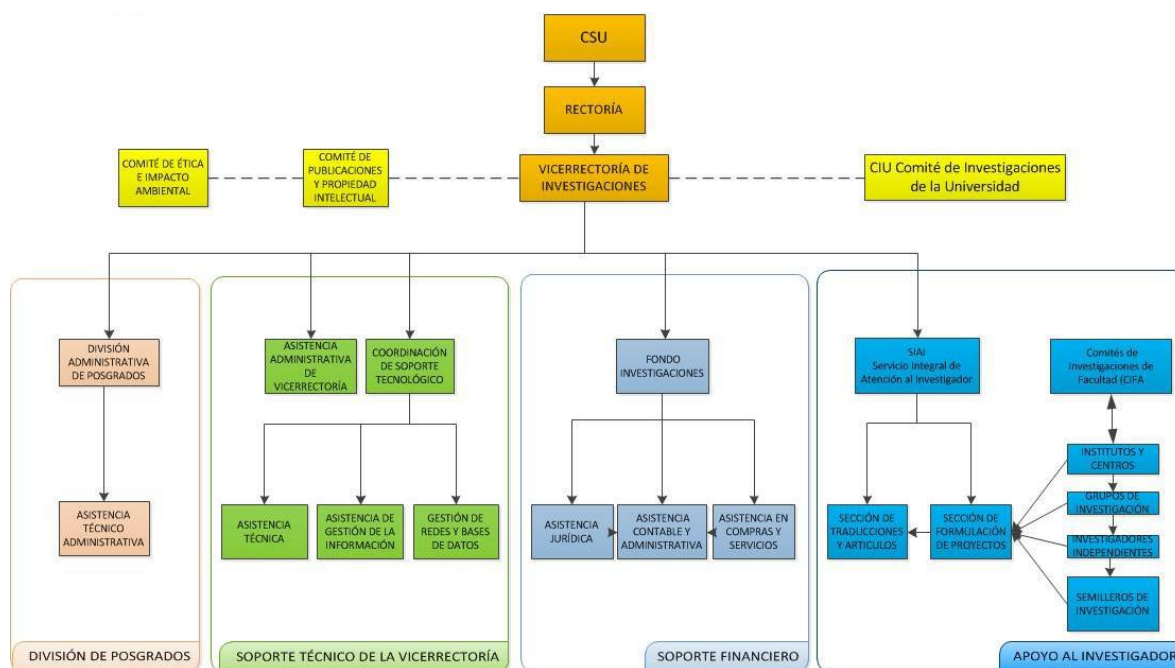 CSU
RECTORÍA
COMITÉ DE ÉTICA
E IMPACTO
AMBIENTAL
COMITÉ DE
PUBLICACIONES
Y PROPIEDAD
INTELECTUAL
VICERRECTORÍA DE
INVESTIGACIONES
CIU Comité de Investigaciones
de la Universidad
DIVISIÓN
ADMINISTRATIVA
DE POSGRADOS
ASISTENCIA
ADMINISTRATIVA
DE
VICERRECTORÍA
COORDINACIÓN
DE SOPORTE
TECNOLÓGICO
FONDO
INVESTIGACIONES
SIAI
Servicio Integral de
Atención al Investigador
Comités de
Investigaciones de
Facultad (CIFA
INSTITUTOS Y
CENTROS
GRUPOS DE
INVESTIGACIÓN
INVESTIGADORES
INDEPENDIENTES
SEMILLEROS DE
INVESTIGACIÓN
ASISTENCIA
TÉCNICO
ADMINISTRATIVA
ASISTENCIA
TÉCNICA
ASISTENCIA DE
GESTIÓN DE LA
INFORMACIÓN
GESTIÓN DE
REDES Y BASES
DE DATOS
ASISTENCIA
JURÍDICA
ASISTENCIA
CONTABLE Y
ADMINISTRATIVA
ASISTENCIA EN
COMPRAS Y
SERVICIOS
SECCIÓN DE
TRADUCCIONES
Y ARTICULOS
SECCIÓN DE
FORMULACIÓN
DE PROYECTOS
DIVISIÓN DE POSGRADOS
SOPORTE TÉCNICO DE LA VICERRECTORÍA
SOPORTE FINANCIERO
APOYO AL INVESTIGADOR